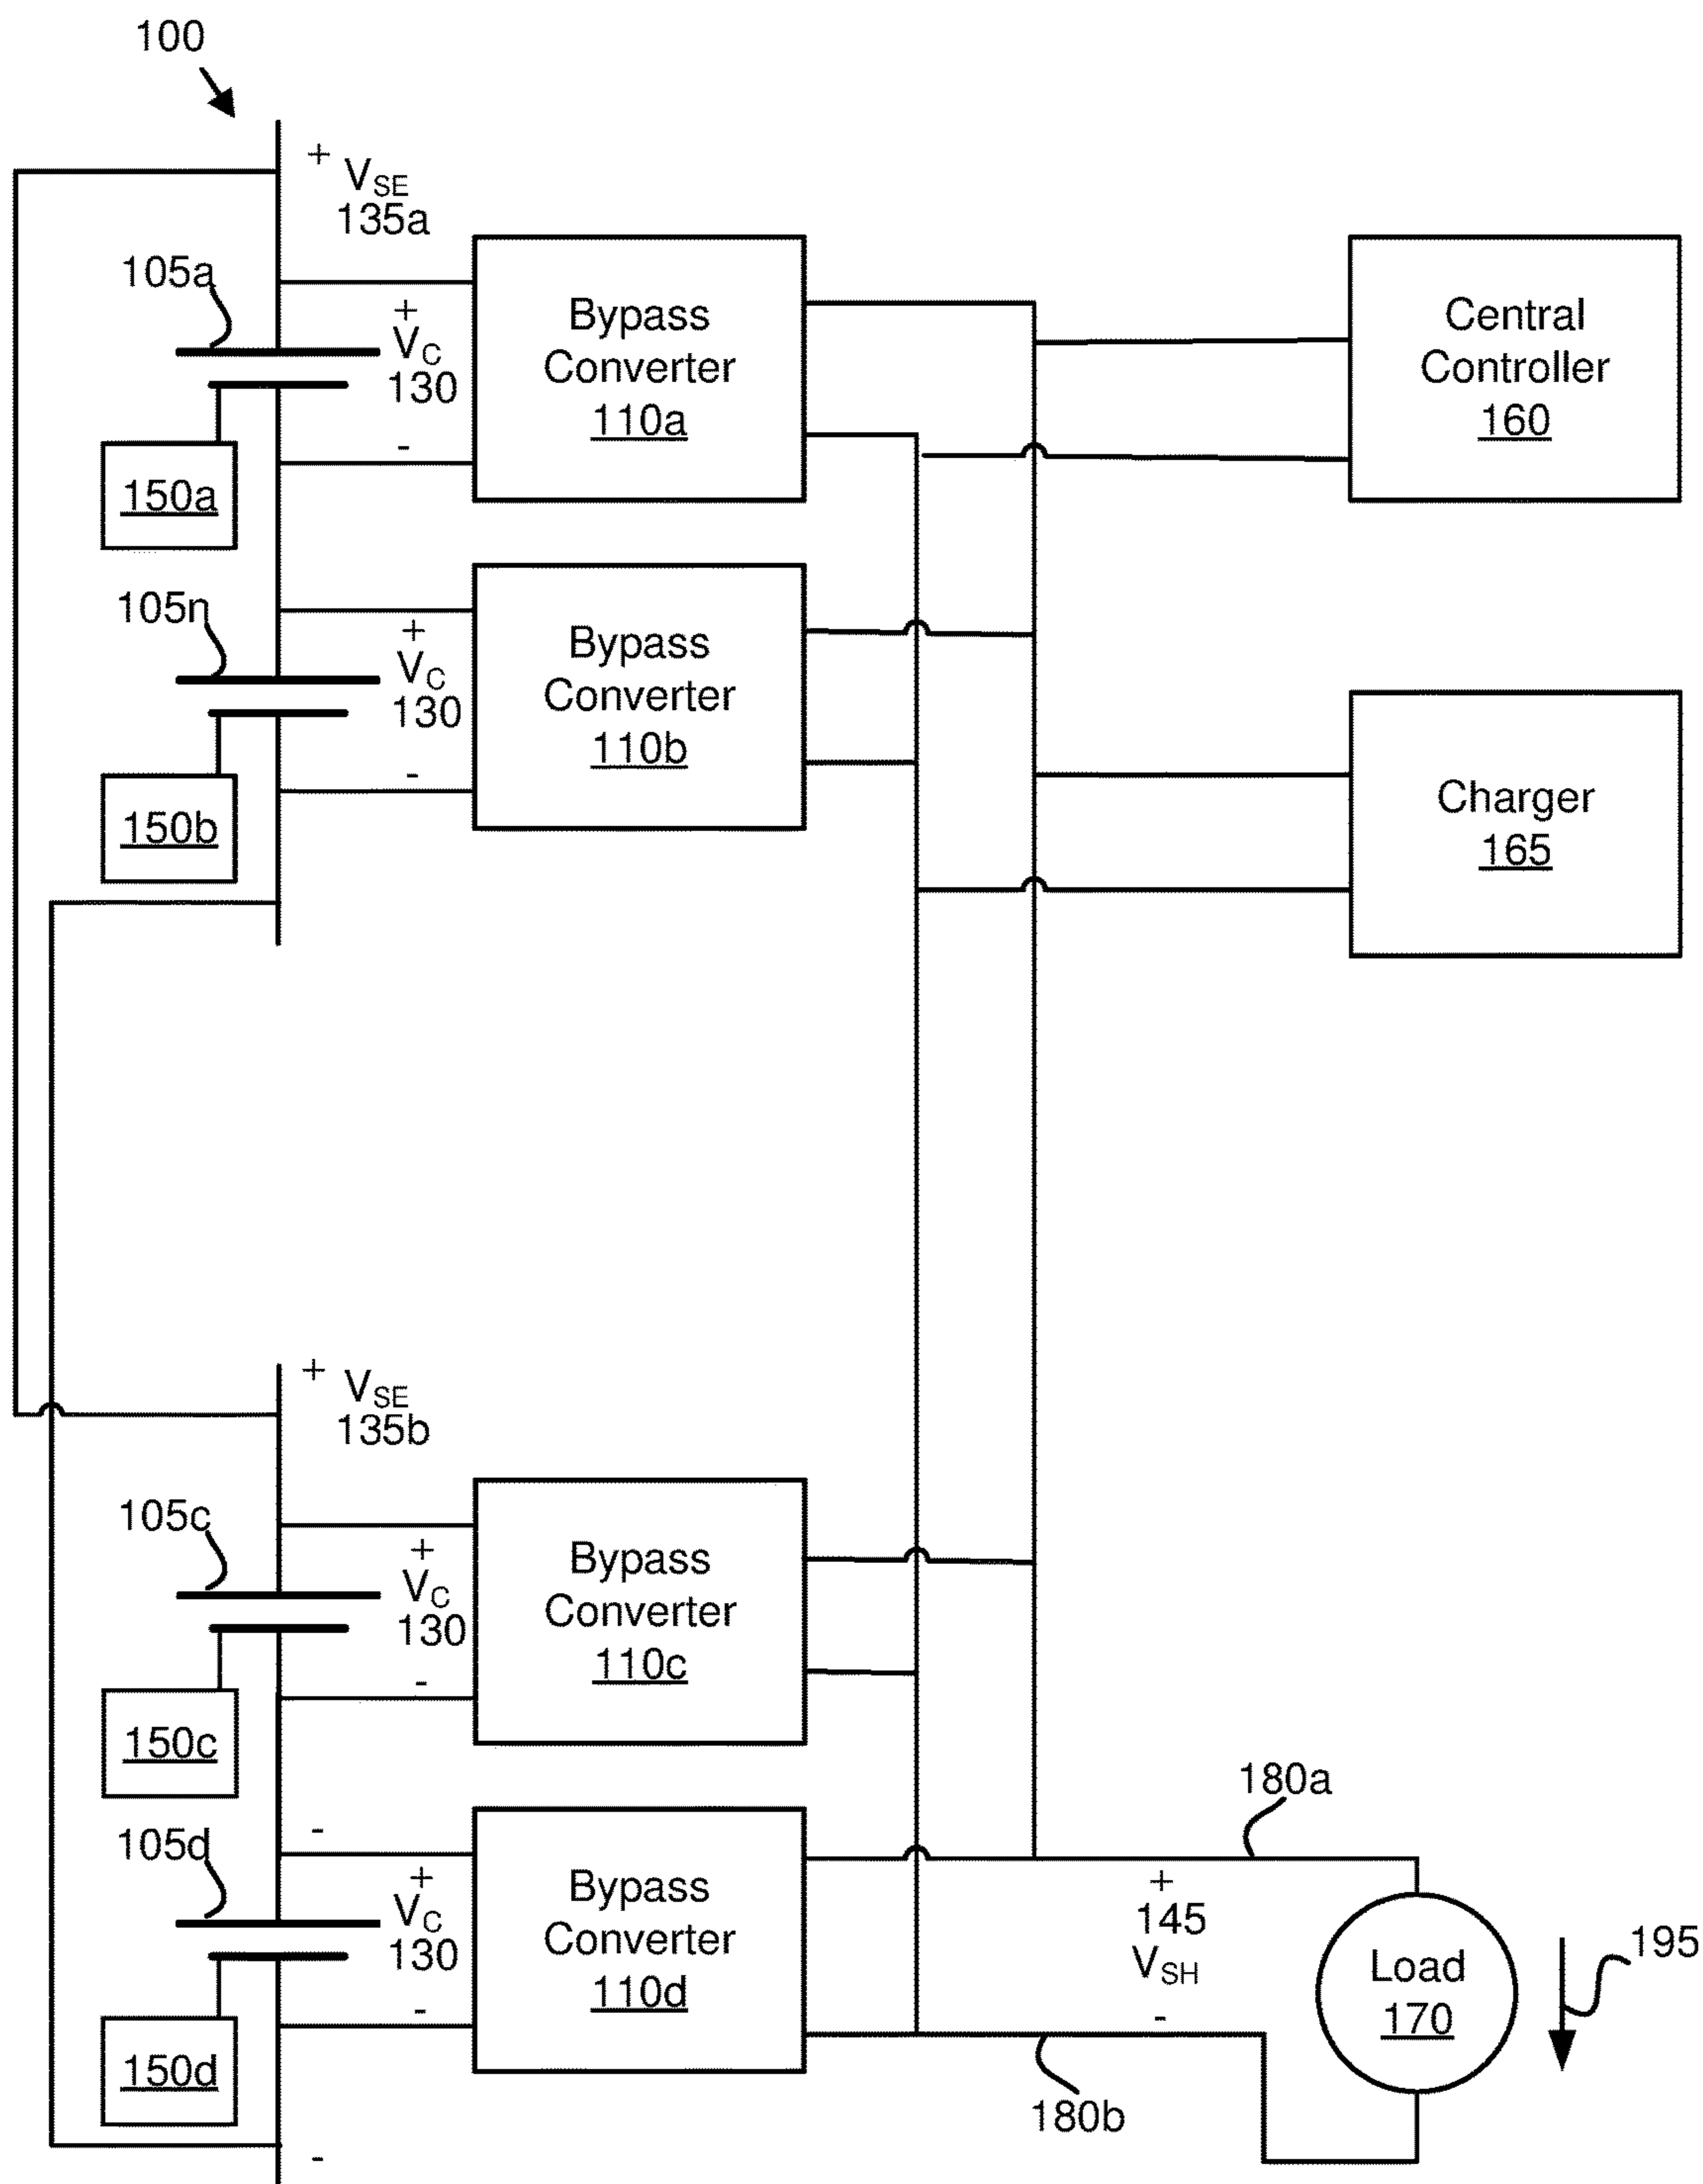 100
+
V_SE
135a
105a
+
V_C
130
-
150a
Bypass
Converter
110a
Central
Controller
160
105n
+
V_C
130
-
150b
Bypass
Converter
110b
Charger
165
+
V_SE
135b
105c
+
V_C
130
-
150c
Bypass
Converter
110c
-
105d
+
V_C
130
-
150d
-
Bypass
Converter
110d
180a
+
145
V_SH
-
180b
Load
170
195